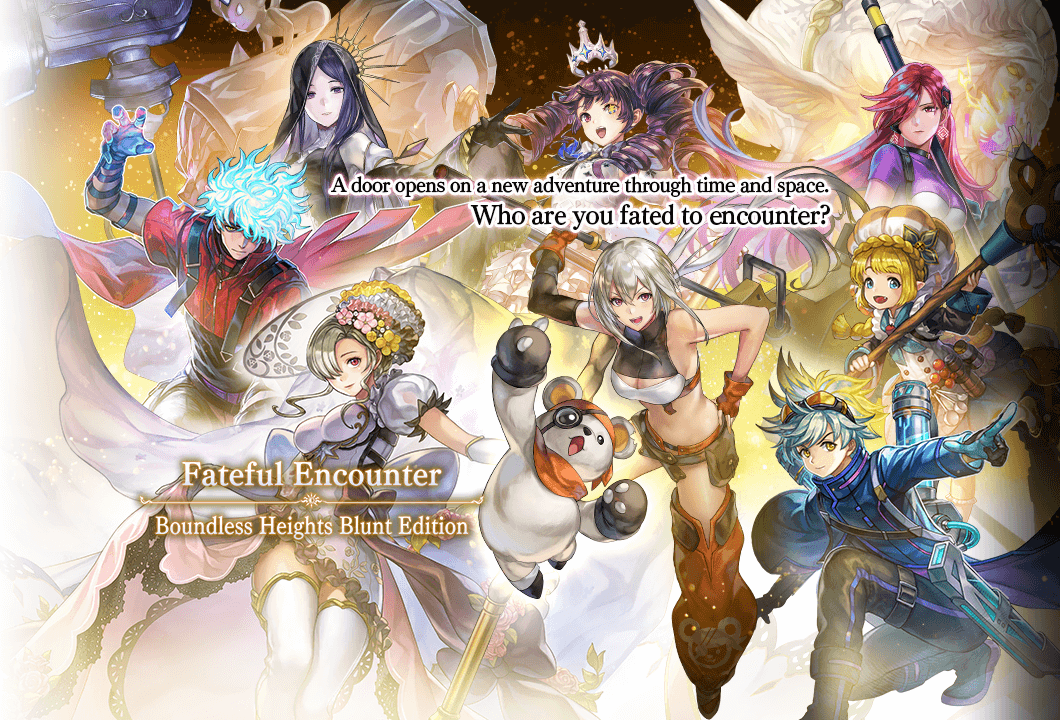 A door opens on a new adventure through time and space.
Who are you fated to encounter?
Fateful Encounter
Boundless Heights Blunt Edition